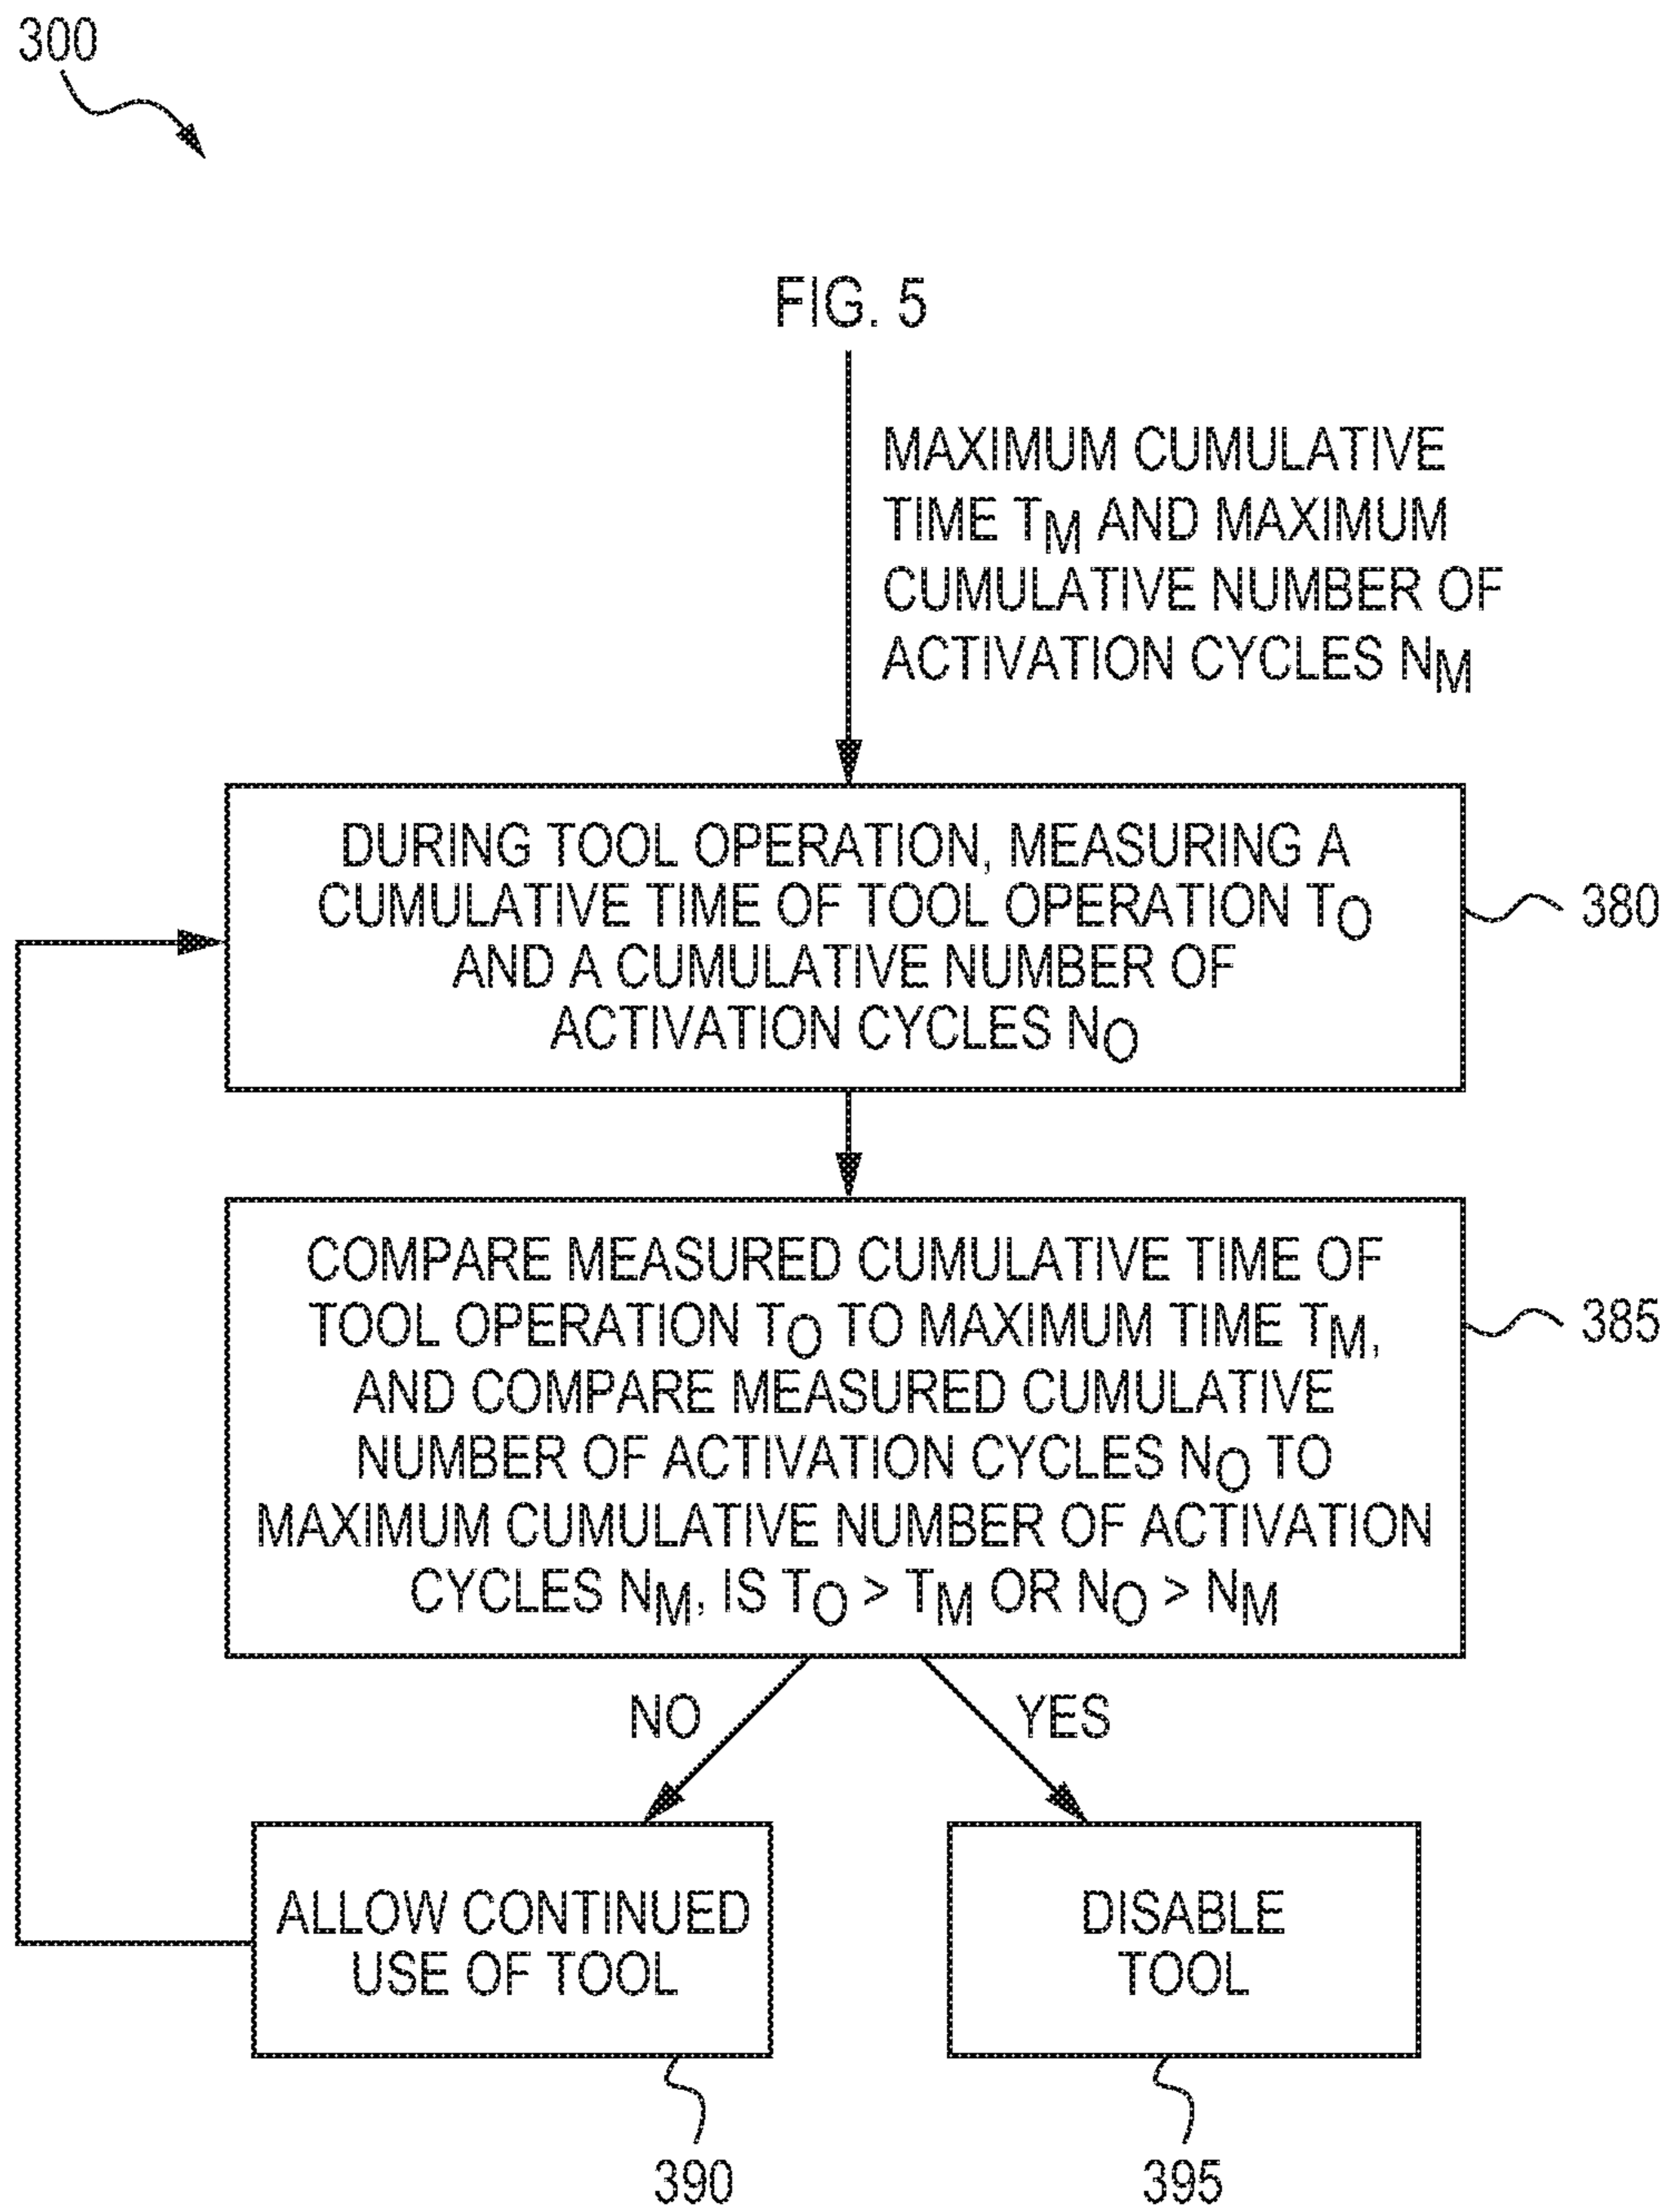 300
FIG. 5
MAXIMUM CUMULATIVE
TIME TM AND MAXIMUM
CUMULATIVE NUMBER OF
ACTIVATION CYCLES NM
DURING TOOL OPERATION, MEASURING A
CUMULATIVE TIME OF TOOL OPERATION TO
AND A CUMULATIVE NUMBER OF
ACTIVATION CYCLES NO
380
COMPARE MEASURED CUMULATIVE TIME OF
TOOL OPERATION TO TO MAXIMUM TIME TM,
AND COMPARE MEASURED CUMULATIVE
NUMBER OF ACTIVATION CYCLES NO TO
MAXIMUM CUMULATIVE NUMBER OF ACTIVATION
CYCLES NM, IS TO > TM OR NO > NM
385
NO
YES
ALLOW CONTINUED
USE OF TOOL
DISABLE
TOOL
390
395